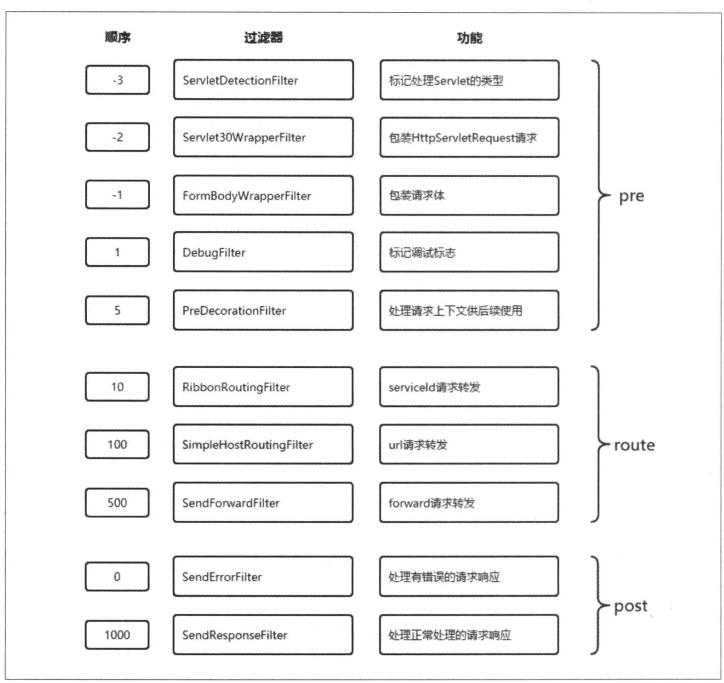 顺序 过滤器 功能
-3 ServletDetectionFilter 标记处理Servlet的类型
-2 Servlet30WrapperFilter 包装HttpServletRequest请求
-1 FormBodyWrapperFilter 包装请求体
pre
1 DebugFilter 标记调试标志
5 PreDecorationFilter 处理请求上下文供后续使用
10 RibbonRoutingFilter serviceId请求转发
100 SimpleHostRoutingFilter url请求转发
route
500 SendForwardFilter forward请求转发
0 SendErrorFilter 处理有错误的请求响应
post
1000 SendResponseFilter 处理正常处理的请求响应